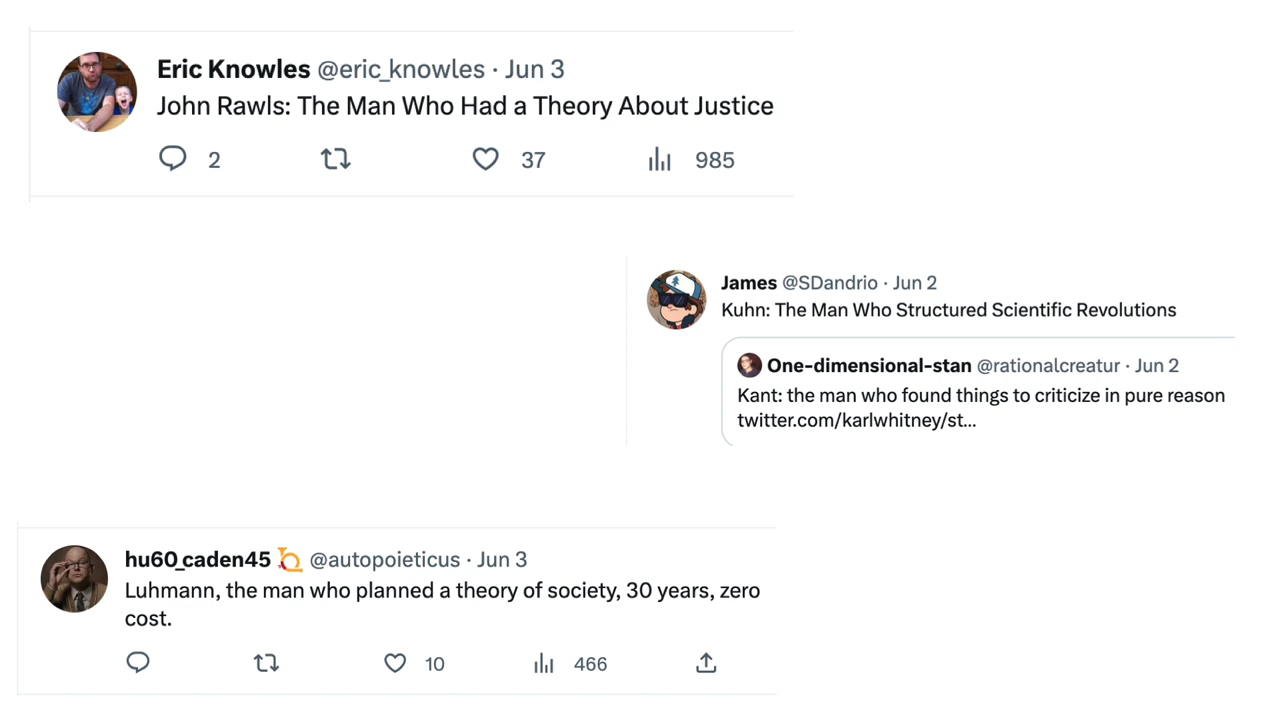 Eric Knowles @eric_knowles · Jun 3
John Rawls: The Man Who Had a Theory About Justice
2 37 985
James @SDandrio · Jun 2
Kuhn: The Man Who Structured Scientific Revolutions
One-dimensional-stan @rationalcreatur · Jun 2
Kant: the man who found things to criticize in pure reason
twitter.com/karlwhitney/st...
hu60_caden45 @autopoieticus · Jun 3
Luhmann, the man who planned a theory of society, 30 years, zero
cost.
10 466